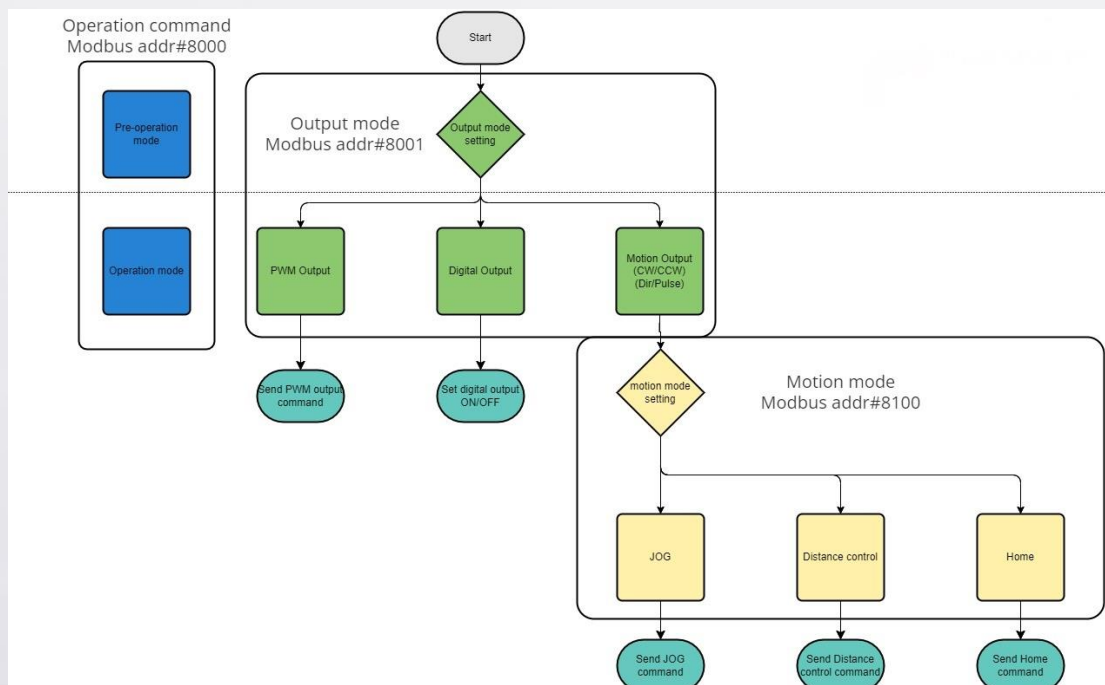 Operation command
Modbus addr#8000
Start
Pre-operation
mode
Output mode
Modbus addr#8001
Output mode
setting
Operation mode
PWM Output
Digital Output
Motion Output
(CW/CCW)
(Dir/Pulse)
Send PWM output
command
Set digital output
ON/OFF
motion mode
setting
Motion mode
Modbus addr#8100
JOG
Distance control
Home
Send JOG
command
Send Distance
control command
Send Home
command